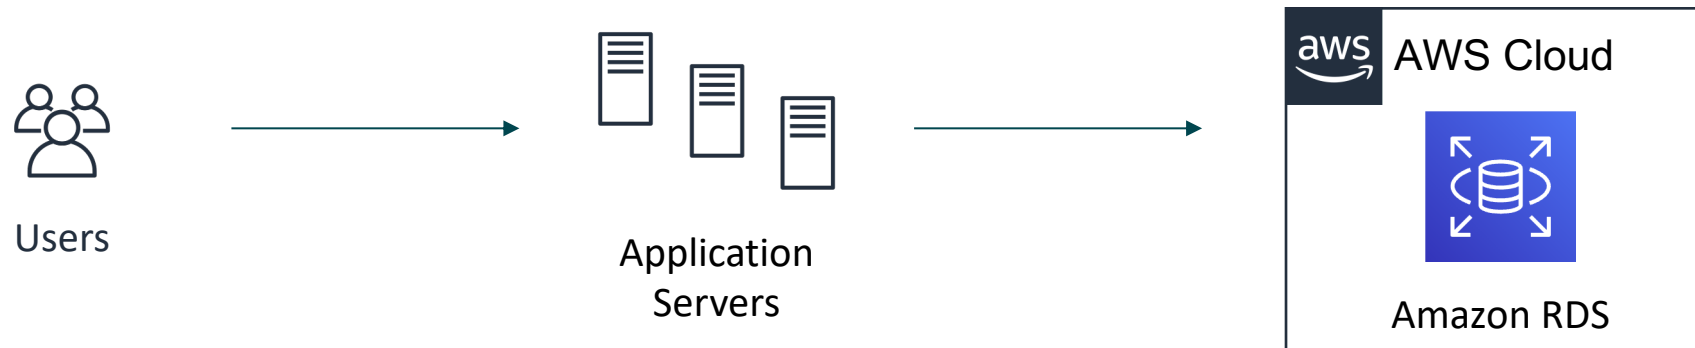 Users
Application
Servers
aws
AWS Cloud
Amazon RDS